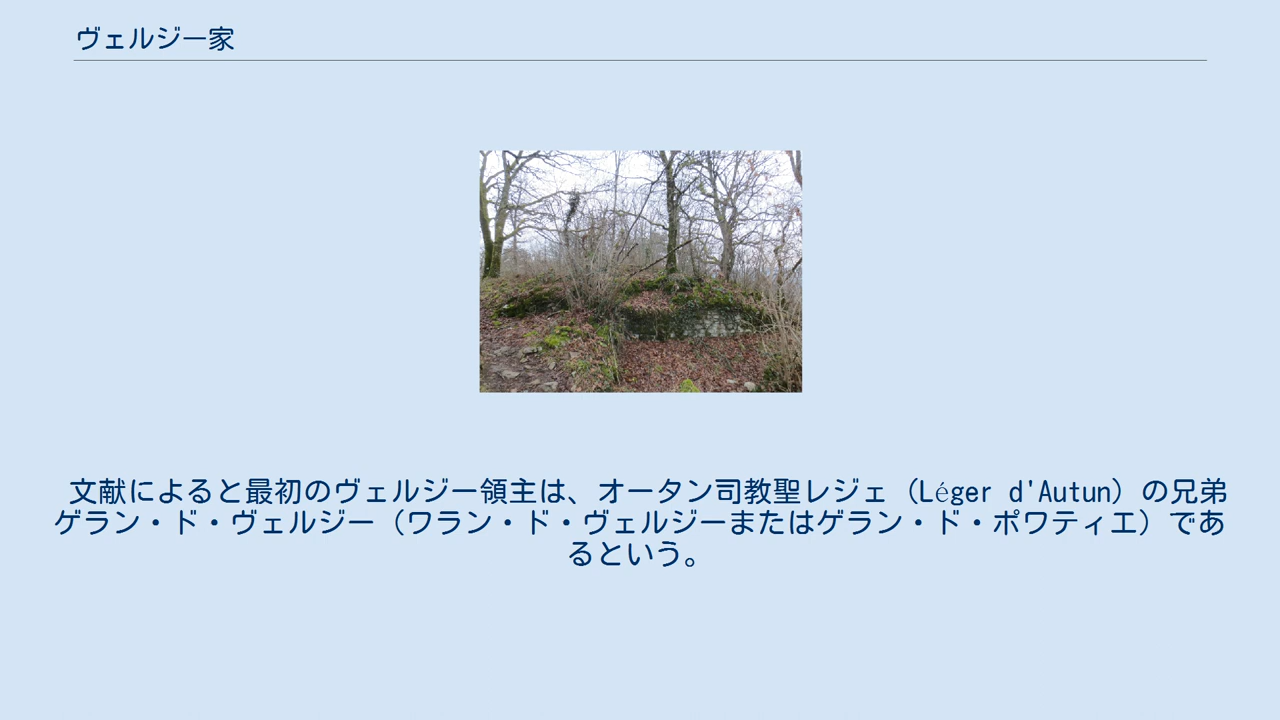 ヴェルジー家
文献によると最初のヴェルジー領主は、オータン司教聖レジェ（Léger d'Autun）の兄弟
ゲラン・ド・ヴェルジー（ワラン・ド・ヴェルジーまたはゲラン・ド・ポワティエ）であ
るという。